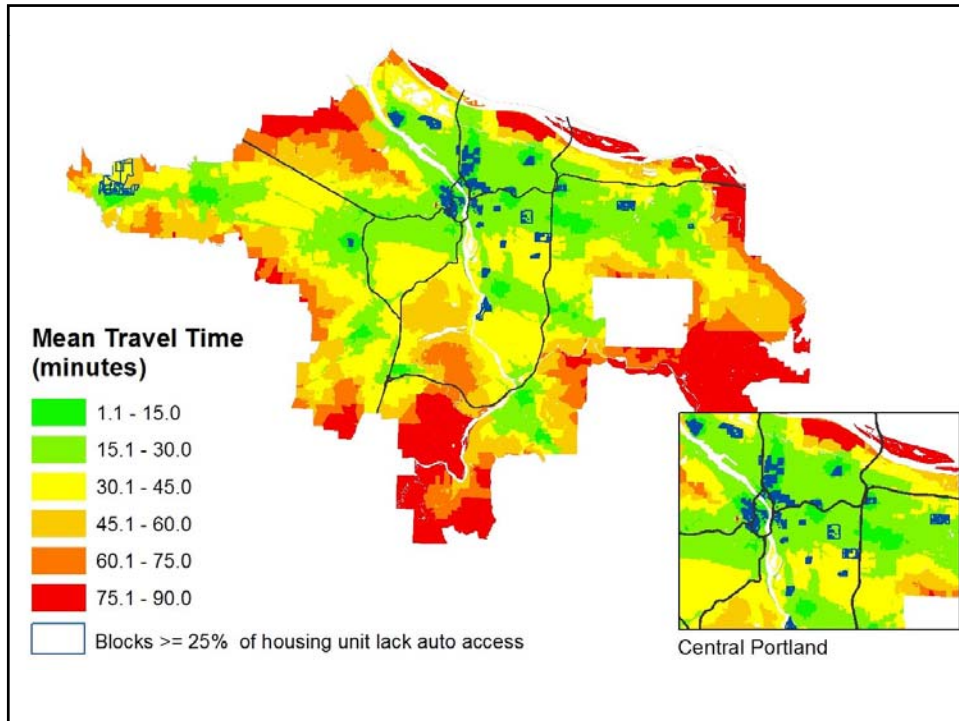 Mean Travel Time
(minutes)
1.1 - 15.0
15.1 - 30.0
30.1 - 45.0
45.1 - 60.0
60.1 - 75.0
75.1 - 90.0
Blocks >= 25% of housing unit lack auto access
Central Portland